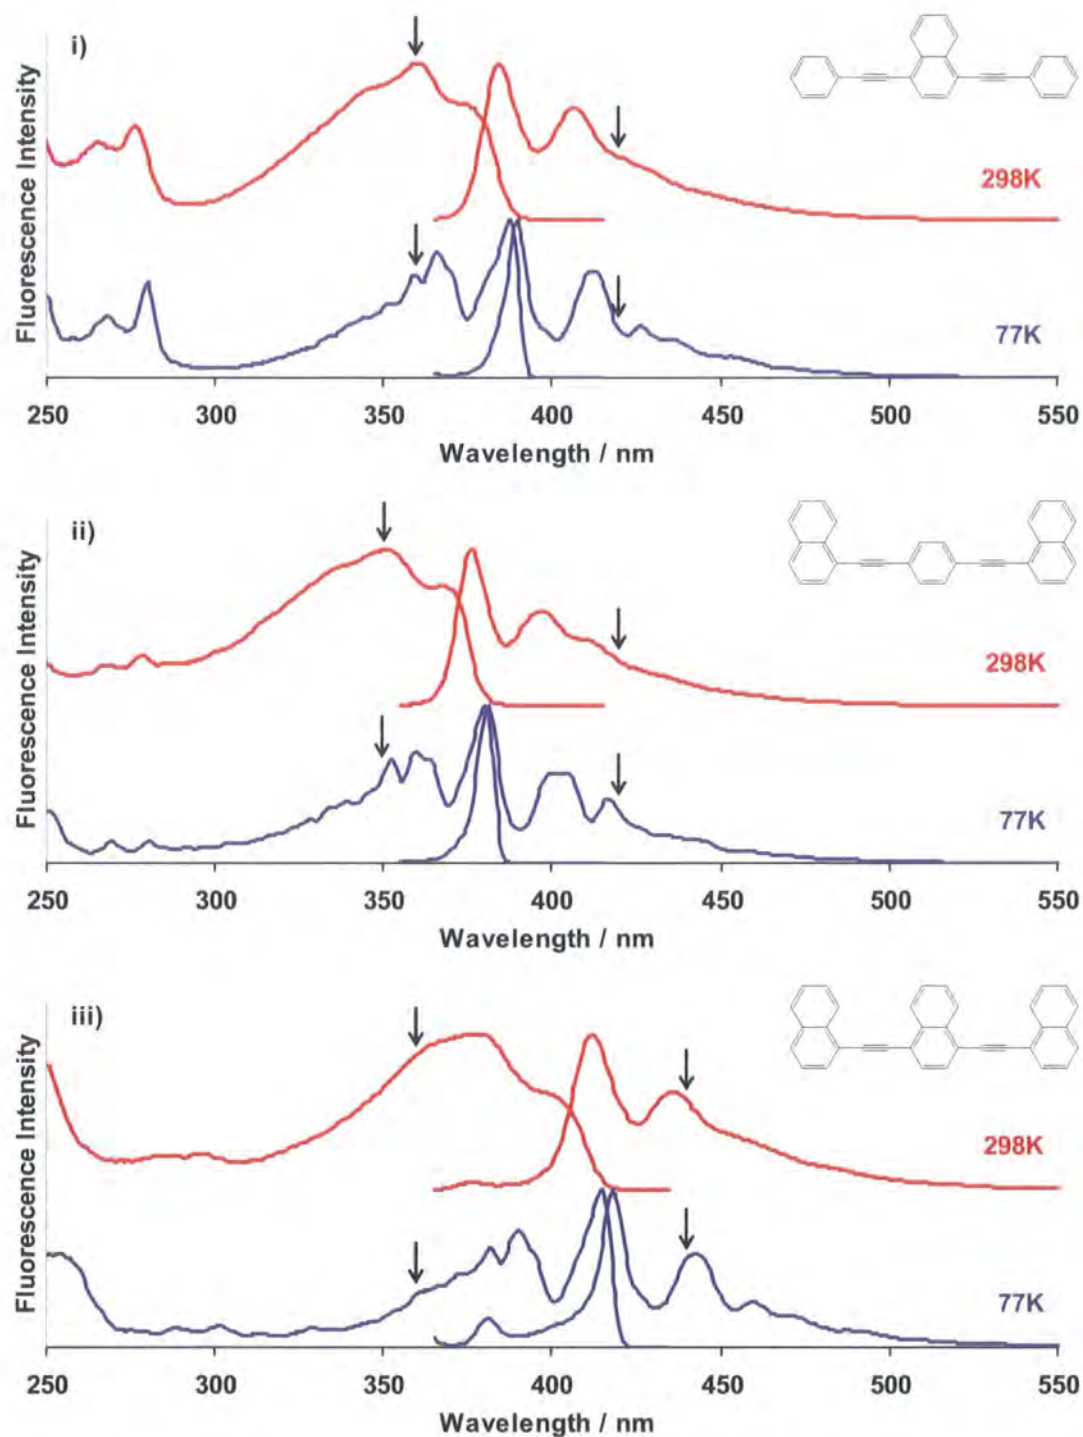 i)
Fluorescence Intensity
298K
77K
250 300 350 400 450 500 550
Wavelength / nm
ii)
Fluorescence Intensity
298K
77K
250 300 350 400 450 500 550
Wavelength / nm
iii)
Fluorescence Intensity
298K
77K
250 300 350 400 450 500 550
Wavelength / nm